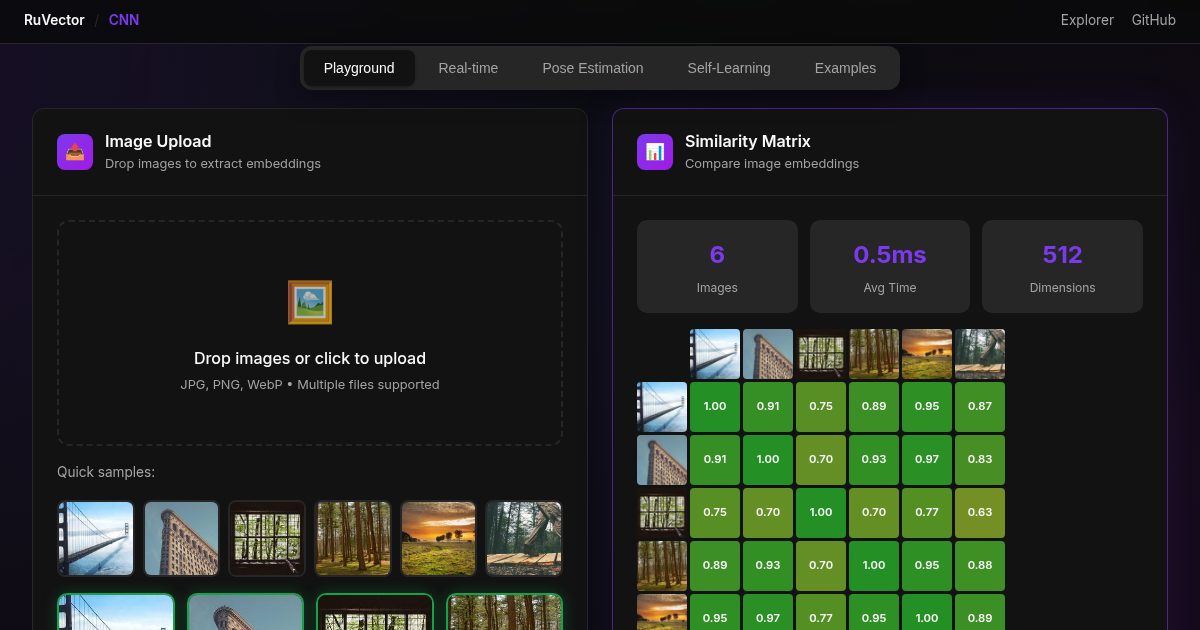 RuVector / CNN
Explorer GitHub
Playground Real-time Pose Estimation Self-Learning Examples
Image Upload
Drop images to extract embeddings
Drop images or click to upload
JPG, PNG, WebP • Multiple files supported
Quick samples:
Similarity Matrix
Compare image embeddings
6 0.5ms 512
Images Avg Time Dimensions
1.00 0.91 0.75 0.89 0.95 0.87
0.91 1.00 0.70 0.93 0.97 0.83
0.75 0.70 1.00 0.70 0.77 0.63
0.89 0.93 0.70 1.00 0.95 0.88
0.95 0.97 0.77 0.95 1.00 0.89